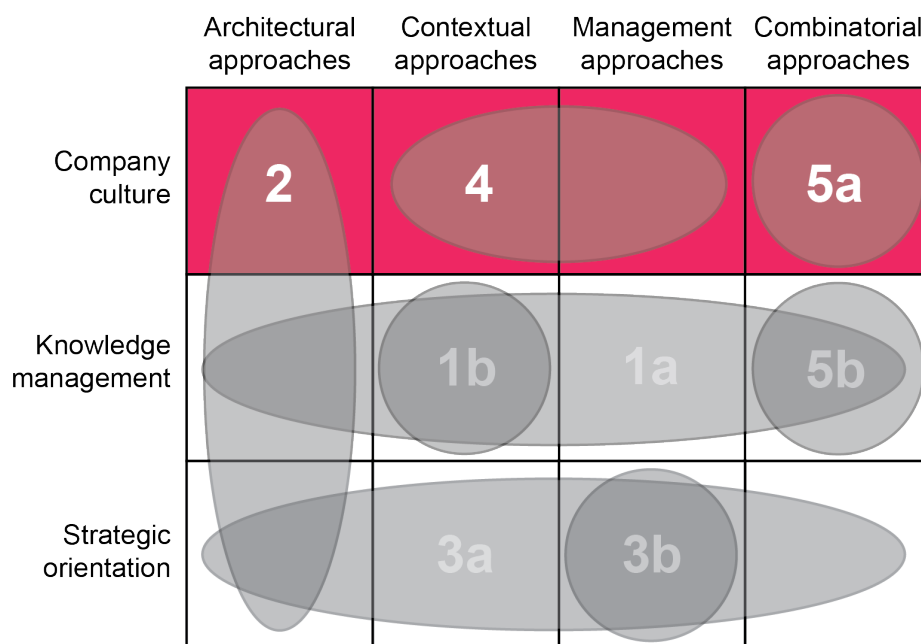 Architectural approaches
Contextual approaches
Management approaches
Combinatorial approaches
Company culture
2
4
5a
Knowledge management
1b
1a
5b
Strategic orientation
3a
3b